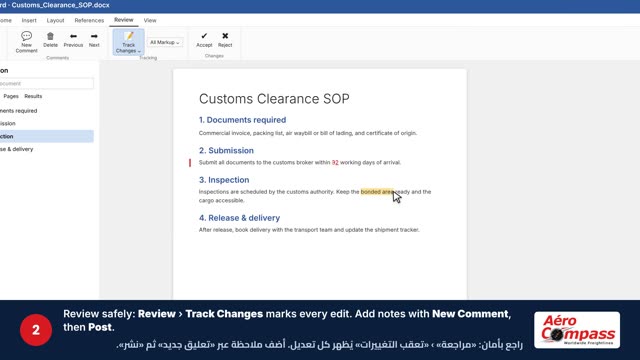 rd - Customs_Clearance_SOP.docx
Home Insert Layout References Review View
New Comment
Delete
Previous
Next
Track Changes
All Markup
Accept
Reject
Comments
Tracking
Changes
on
ocument
Pages Results
ments required
ission
ction
se & delivery
Customs Clearance SOP
1. Documents required
Commercial invoice, packing list, air waybill or bill of lading, and certificate of origin.
2. Submission
Submit all documents to the customs broker within 32 working days of arrival.
3. Inspection
Inspections are scheduled by the customs authority. Keep the bonded area ready and the
cargo accessible.
4. Release & delivery
After release, book delivery with the transport team and update the shipment tracker.
2
Review safely: Review › Track Changes marks every edit. Add notes with New Comment,
then Post.
راجع بأمان: «مراجعة» › «تعقب التغييرات» يُظهر كل تعديل. أضف ملاحظة عبر «تعليق جديد» ثم «نشر».
Aéro
Compass
Worldwide Freightlines